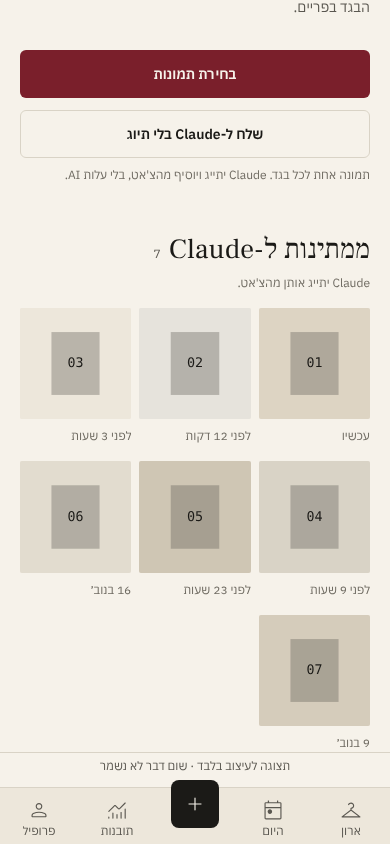 הבגד בפריים.
בחירת תמונות
שלח ל-Claude בלי תיוג
תמונה אחת לכל בגד. Claude יתייג ויוסיף מהצ'אט, בלי עלות AI.
ממתינות ל-Claude 7
Claude יתייג אותן מהצ'אט.
01
02
03
עכשיו
לפני 12 דקות
לפני 3 שעות
04
05
06
לפני 9 שעות
לפני 23 שעות
16 בנוב׳
07
9 בנוב׳
תצוגה לעיצוב בלבד · שום דבר לא נשמר
ארון
היום
תובנות
פרופיל